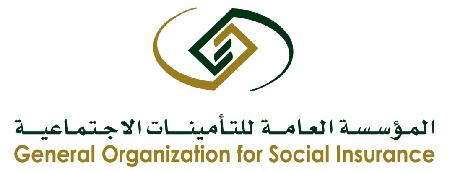 المؤسسة العامة للتأمينات الاجتماعية
General Organization for Social Insurance